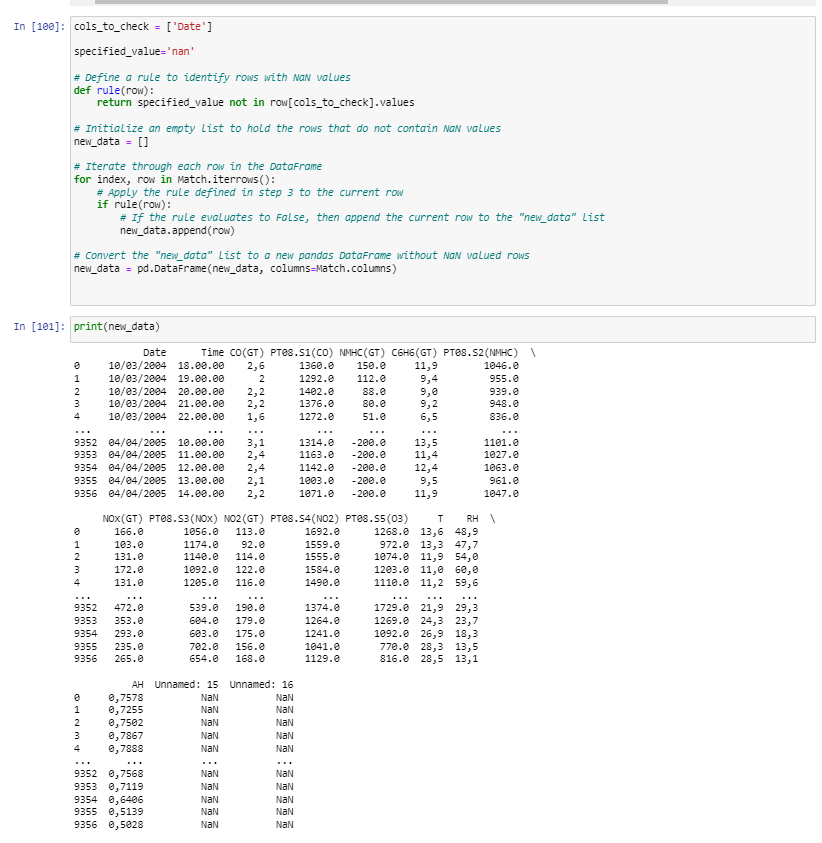 In [100]: cols_to_check = ['Date']
specified_value='nan'
# Define a rule to identify rows with NaN values
def rule(row):
    return specified_value not in row[cols_to_check].values
# Initialize an empty list to hold the rows that do not contain NaN values
new_data = []
# Iterate through each row in the DataFrame
for index, row in Match.iterrows():
    # Apply the rule defined in step 3 to the current row
    if rule(row):
        # If the rule evaluates to False, then append the current row to the "new_data" list
        new_data.append(row)
# Convert the "new_data" list to a new pandas DataFrame without NaN valued rows
new_data = pd.DataFrame(new_data, columns=Match.columns)
In [101]: print(new_data)
Date Time CO(GT) PT08.S1(CO) NMHC(GT) C6H6(GT) PT08.S2(NMHC) \
0 10/03/2004 18.00.00 2,6 1360.0 150.0 11,9 1046.0
1 10/03/2004 19.00.00 2 1292.0 112.0 9,4 955.0
2 10/03/2004 20.00.00 2,2 1402.0 88.0 9,0 939.0
3 10/03/2004 21.00.00 2,2 1376.0 80.0 9,2 948.0
4 10/03/2004 22.00.00 1,6 1272.0 51.0 6,5 836.0
... ... ... ... ... ... ... ...
9352 04/04/2005 10.00.00 3,1 1314.0 -200.0 13,5 1101.0
9353 04/04/2005 11.00.00 2,4 1163.0 -200.0 11,4 1027.0
9354 04/04/2005 12.00.00 2,4 1142.0 -200.0 12,4 1063.0
9355 04/04/2005 13.00.00 2,1 1003.0 -200.0 9,5 961.0
9356 04/04/2005 14.00.00 2,2 1071.0 -200.0 11,9 1047.0
NOx(GT) PT08.S3(NOx) NO2(GT) PT08.S4(NO2) PT08.S5(O3) T RH \
0 166.0 1056.0 113.0 1692.0 1268.0 13,6 48,9
1 103.0 1174.0 92.0 1559.0 972.0 13,3 47,7
2 131.0 1140.0 114.0 1555.0 1074.0 11,9 54,0
3 172.0 1092.0 122.0 1584.0 1203.0 11,0 60,0
4 131.0 1205.0 116.0 1490.0 1110.0 11,2 59,6
... ... ... ... ... ... ... ...
9352 472.0 539.0 190.0 1374.0 1729.0 21,9 29,3
9353 353.0 604.0 179.0 1264.0 1269.0 24,3 23,7
9354 293.0 603.0 175.0 1241.0 1092.0 26,9 18,3
9355 235.0 702.0 156.0 1041.0 770.0 28,3 13,5
9356 265.0 654.0 168.0 1129.0 816.0 28,5 13,1
AH Unnamed: 15 Unnamed: 16
0 0,7578 NaN NaN
1 0,7255 NaN NaN
2 0,7502 NaN NaN
3 0,7867 NaN NaN
4 0,7888 NaN NaN
... ... ... ...
9352 0,7568 NaN NaN
9353 0,7119 NaN NaN
9354 0,6406 NaN NaN
9355 0,5139 NaN NaN
9356 0,5028 NaN NaN